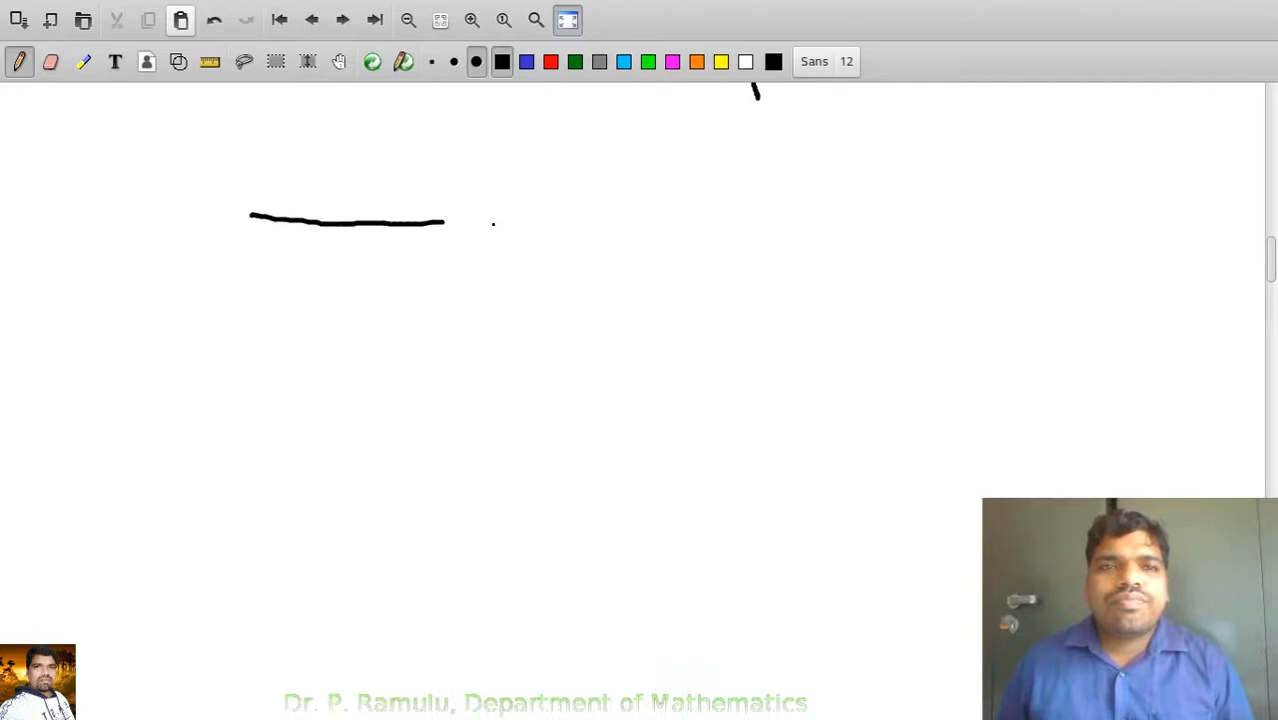 Sans 12
Dr. P. Ramulu, Department of Mathematics